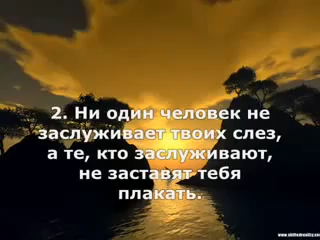 2. Ни один человек не
заслуживает твоих слез,
а те, кто заслуживают,
не заставят тебя
плакать.